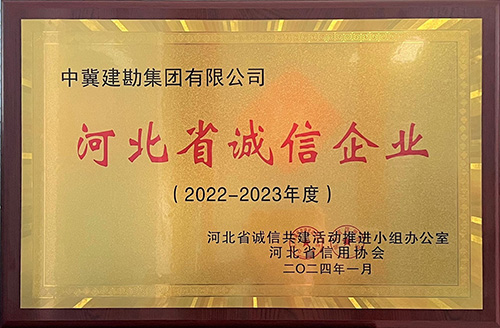 中冀建勘集团有限公司
河北省诚信企业
（2022-2023年度）
河北省诚信共建活动推进小组办公室
河北省信用协会
二〇二四年一月